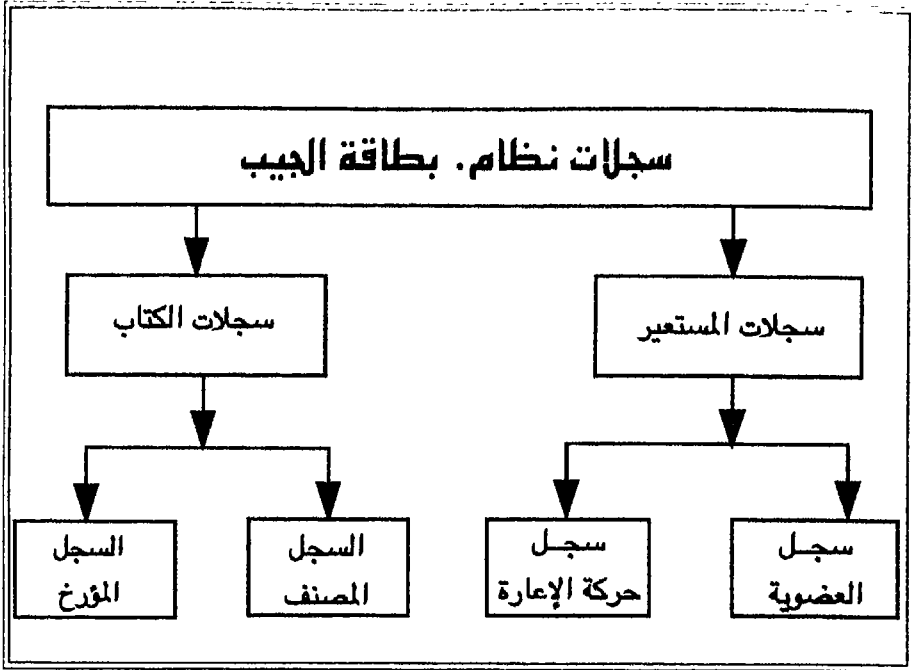 سجلات نظام. بطاقة الجيب
سجلات المستعير
سجلات الكتاب
سجل
العضوية
سجل
حركة الإعارة
السجل
المصنف
السجل
المؤرخ